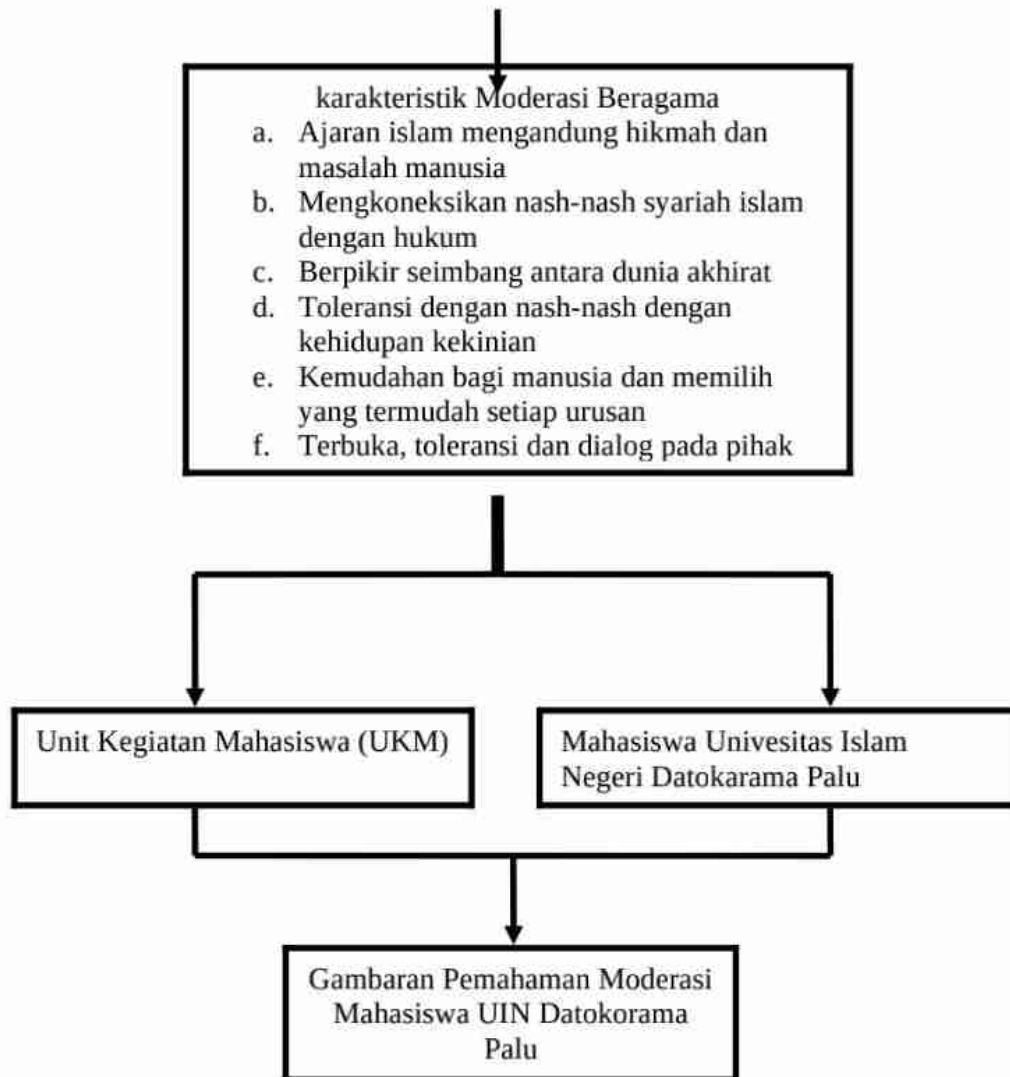 karakteristik Moderasi Beragama
a. Ajaran islam mengandung hikmah dan
masalah manusia
b. Mengkoneksikan nash-nash syariah islam
dengan hukum
c. Berpikir seimbang antara dunia akhirat
d. Toleransi dengan nash-nash dengan
kehidupan kekinian
e. Kemudahan bagi manusia dan memilih
yang termudah setiap urusan
f. Terbuka, toleransi dan dialog pada pihak
Unit Kegiatan Mahasiswa (UKM)
Mahasiswa Univesitas Islam
Negeri Datokarama Palu
Gambaran Pemahaman Moderasi
Mahasiswa UIN Datokorama
Palu